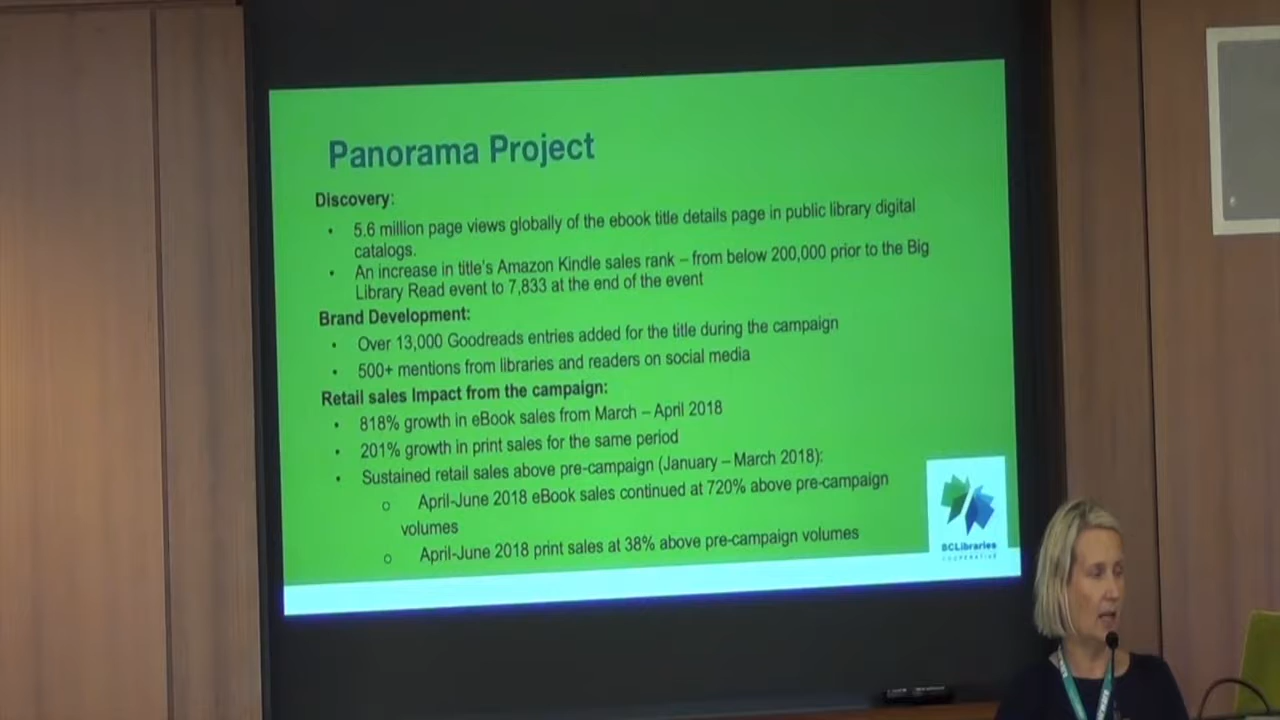 Panorama Project
Discovery:
• 5.6 million page views globally of the ebook title details page in public library digital
catalogs.
• An increase in title's Amazon Kindle sales rank – from below 200,000 prior to the Big
Library Read event to 7,833 at the end of the event
Brand Development:
• Over 13,000 Goodreads entries added for the title during the campaign
• 500+ mentions from libraries and readers on social media
Retail sales Impact from the campaign:
• 818% growth in eBook sales from March – April 2018
• 201% growth in print sales for the same period
• Sustained retail sales above pre-campaign (January – March 2018):
o April-June 2018 eBook sales continued at 720% above pre-campaign
volumes
o April-June 2018 print sales at 38% above pre-campaign volumes
BCLibraries
COOPERATIVE